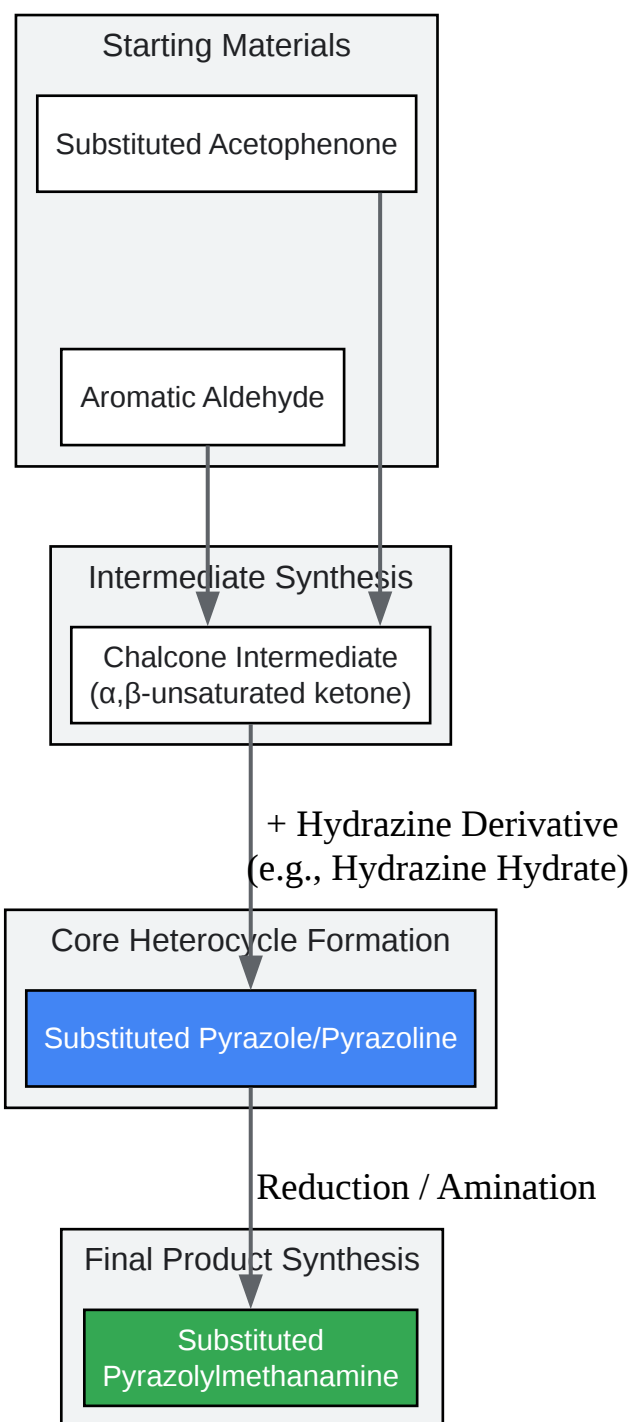 Starting Materials
Substituted Acetophenone
Aromatic Aldehyde
Intermediate Synthesis
Chalcone Intermediate
(α,β-unsaturated ketone)
+ Hydrazine Derivative
(e.g., Hydrazine Hydrate)
Core Heterocycle Formation
Substituted Pyrazole/Pyrazoline
Reduction / Amination
Final Product Synthesis
Substituted
Pyrazolylmethanamine